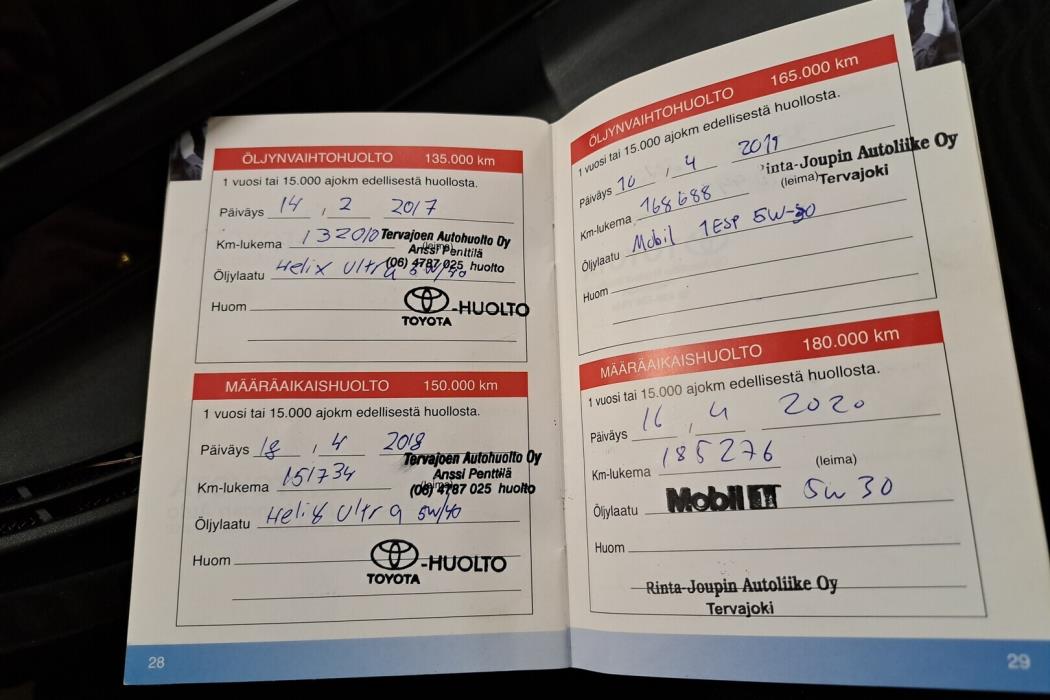 ÖLJYNVAIHTOHUOLTO 135.000 km
1 vuosi tai 15.000 ajokm edellisestä huollosta.
Päiväys 14 , 2 2017
Km-lukema 132010
Tervajoen Autohuolto Oy
(leima)
Anssi Penttilä
(06) 4787 025 huolto
Öljylaatu Helix Ultra 5W/40
Huom
TOYOTA -HUOLTO
MÄÄRÄAIKAISHUOLTO 150.000 km
1 vuosi tai 15.000 ajokm edellisestä huollosta.
Päiväys 18 , 4 2018
Tervajoen Autohuolto Oy
Km-lukema 151734
Anssi Penttilä
(leima)
(06) 4787 025 huolto
Öljylaatu Helix Ultra 5W/40
Huom
TOYOTA -HUOLTO
28
ÖLJYNVAIHTOHUOLTO 165.000 km
1 vuosi tai 15.000 ajokm edellisestä huollosta.
Päiväys 10 , 4 2019
Rinta-Joupin Autoliike Oy
Km-lukema 168688 (leima) Tervajoki
Öljylaatu Mobil 1 ESP 5W-30
Huom
MÄÄRÄAIKAISHUOLTO 180.000 km
1 vuosi tai 15.000 ajokm edellisestä huollosta.
Päiväys 16 , 4 2020
Km-lukema 185276 (leima)
Öljylaatu Mobil 1 5W30
Huom
Rinta-Joupin Autoliike Oy
Tervajoki
29